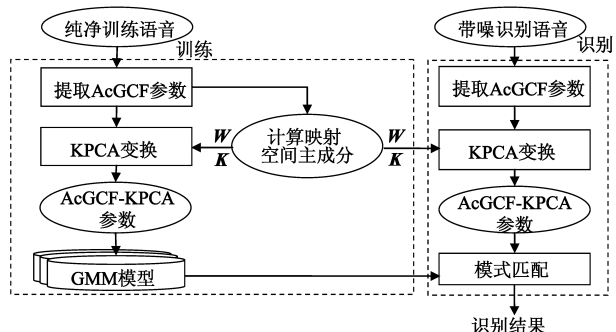 纯净训练语音
训练
提取AcGCF参数
KPCA变换
AcGCF-KPCA
参数
GMM模型
W
K
计算映射
空间主成分
W
K
带噪识别语音
识别
提取AcGCF参数
KPCA变换
AcGCF-KPCA
参数
模式匹配
识别结果